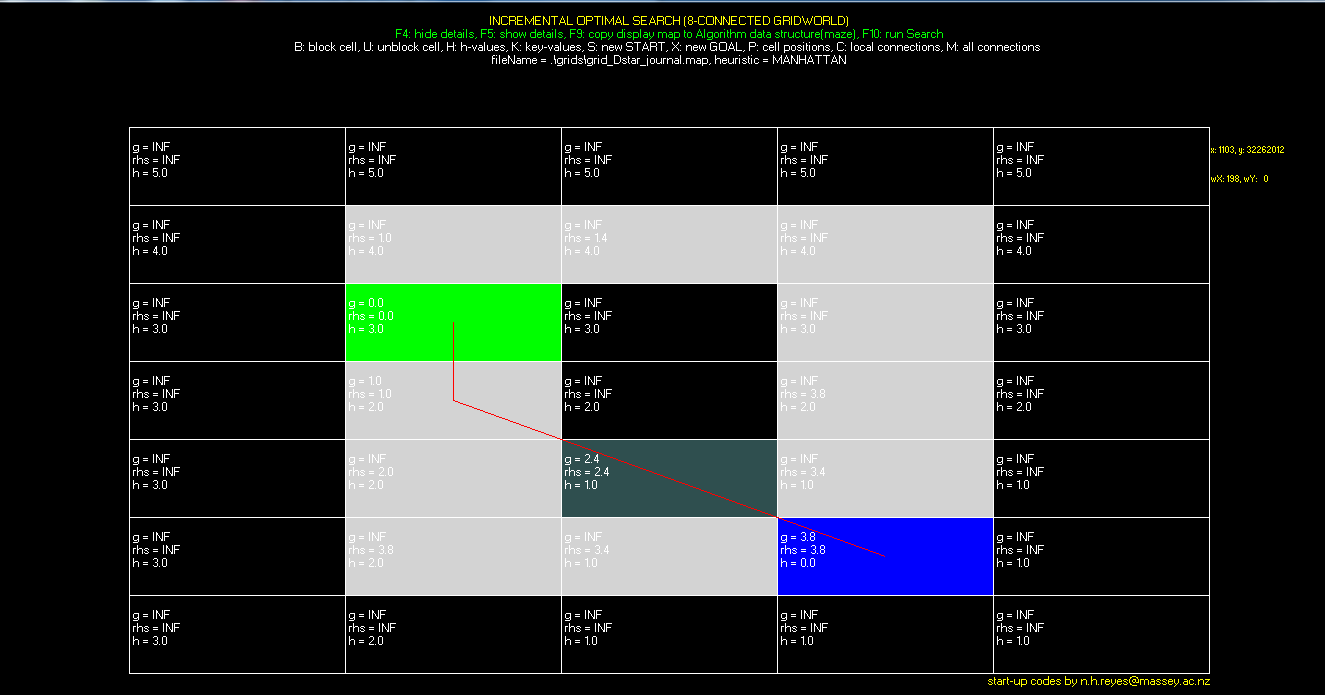 INCREMENTAL OPTIMAL SEARCH (8-CONNECTED GRIDWORLD)
F4: hide details, F5: show details, F9: copy display map to Algorithm data structure(maze), F10: run Search
B: block cell, U: unblock cell, H: h-values, K: key-values, S: new START, X: new GOAL, P: cell positions, C: local connections, M: all connections
fileName = .\grids\grid_Dstar_journal.map, heuristic = MANHATTAN
g = INF g = INF g = INF g = INF g = INF
rhs = INF rhs = INF rhs = INF rhs = INF rhs = INF
h = 5.0 h = 5.0 h = 5.0 h = 5.0 h = 5.0
x: 1103, y: 32262012
wX: 198, wY: 0
g = INF g = INF g = INF g = INF g = INF
rhs = INF rhs = 1.0 rhs = 1.4 rhs = INF rhs = INF
h = 4.0 h = 4.0 h = 4.0 h = 4.0 h = 4.0
g = INF g = 0.0 g = INF g = INF g = INF
rhs = INF rhs = 0.0 rhs = INF rhs = INF rhs = INF
h = 3.0 h = 3.0 h = 3.0 h = 3.0 h = 3.0
g = INF g = 1.0 g = INF g = INF g = INF
rhs = INF rhs = 1.0 rhs = INF rhs = 3.8 rhs = INF
h = 3.0 h = 2.0 h = 2.0 h = 2.0 h = 2.0
g = INF g = INF g = 2.4 g = INF g = INF
rhs = INF rhs = 2.0 rhs = 2.4 rhs = 3.4 rhs = INF
h = 3.0 h = 2.0 h = 1.0 h = 1.0 h = 1.0
g = INF g = INF g = INF g = 3.8 g = INF
rhs = INF rhs = 3.8 rhs = 3.4 rhs = 3.8 rhs = INF
h = 3.0 h = 2.0 h = 1.0 h = 0.0 h = 1.0
g = INF g = INF g = INF g = INF g = INF
rhs = INF rhs = INF rhs = INF rhs = INF rhs = INF
h = 3.0 h = 2.0 h = 1.0 h = 1.0 h = 1.0
start-up codes by n.h.reyes@massey.ac.nz